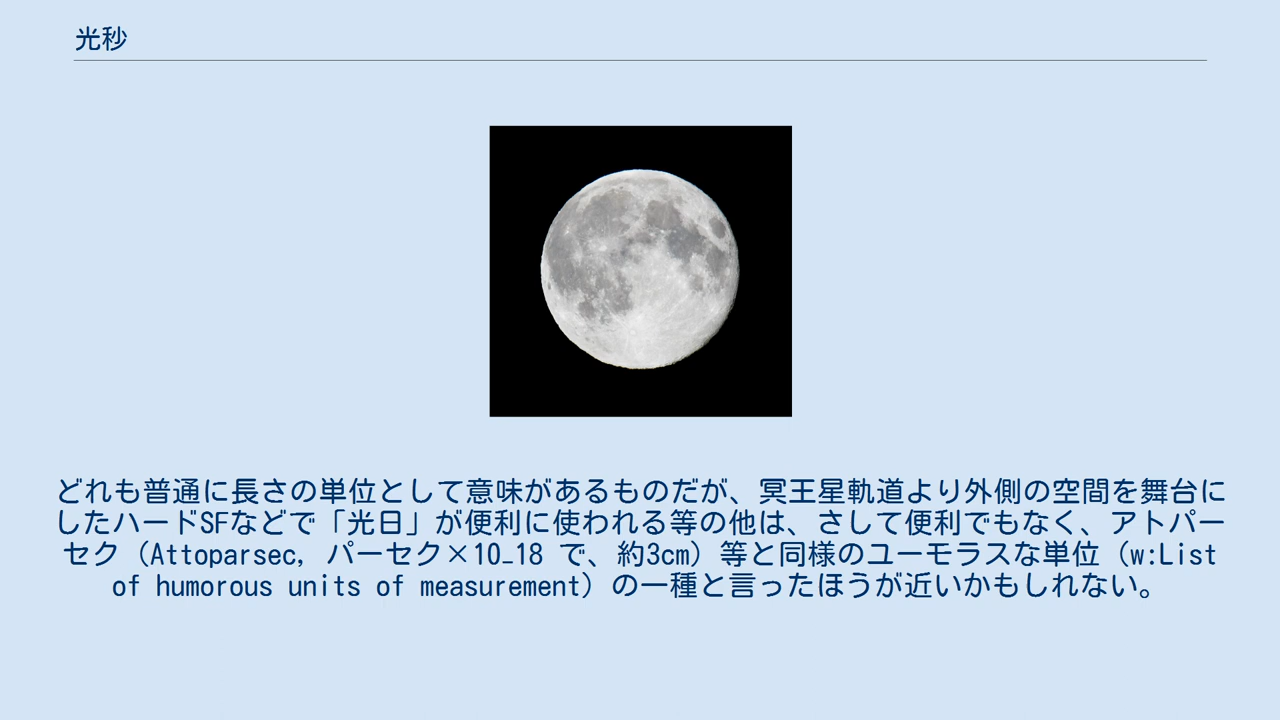 光秒
どれも普通に長さの単位として意味があるものだが、冥王星軌道より外側の空間を舞台に
したハードSFなどで「光日」が便利に使われる等の他は、さして便利でもなく、アトパー
セク（Attoparsec, パーセク×10_18 で、約3cm）等と同様のユーモラスな単位（w:List
of humorous units of measurement）の一種と言ったほうが近いかもしれない。